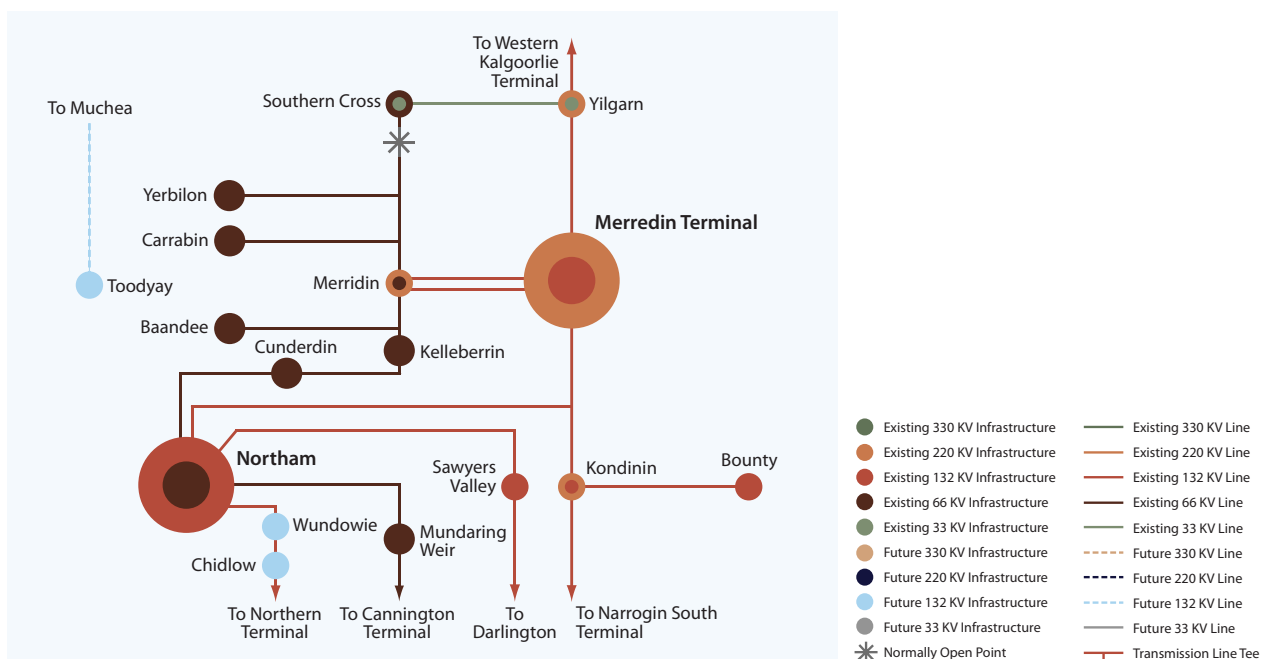 To Western
Kalgoorlie
Terminal
Southern Cross
Yilgarn
To Muchea
Yerbilon
Merredin Terminal
Carrabin
Merridin
Toodyay
Baandee
Cunderdin
Kelleberrin
Northam
Sawyers
Valley
Kondinin
Bounty
Wundowie
Mundaring
Weir
Chidlow
To Northern
Terminal
To Cannington
Terminal
To
Darlington
To Narrogin South
Terminal
Existing 330 KV Infrastructure
Existing 220 KV Infrastructure
Existing 132 KV Infrastructure
Existing 66 KV Infrastructure
Existing 33 KV Infrastructure
Future 330 KV Infrastructure
Future 220 KV Infrastructure
Future 132 KV Infrastructure
Future 33 KV Infrastructure
Normally Open Point
Existing 330 KV Line
Existing 220 KV Line
Existing 132 KV Line
Existing 66 KV Line
Existing 33 KV Line
Future 330 KV Line
Future 220 KV Line
Future 132 KV Line
Future 33 KV Line
Transmission Line Tee